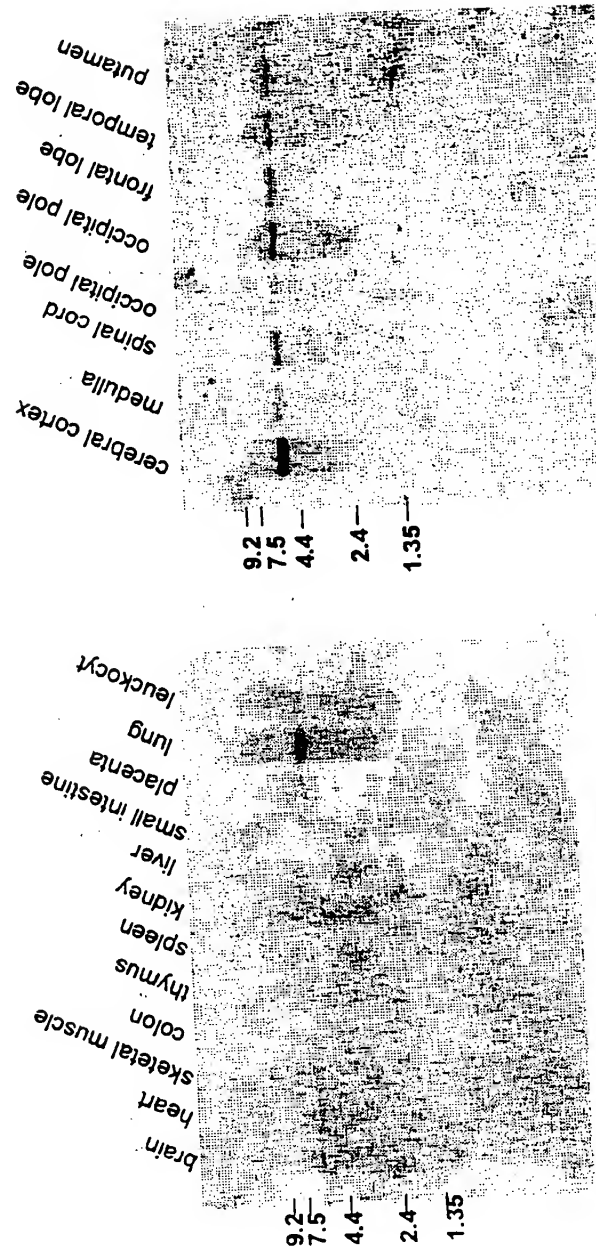 putamen
temporal lobe
frontal lobe
occipital pole
occipital pole
spinal cord
medulla
cerebral cortex
9.2
7.5
4.4
2.4
1.35
leuckocyt
lung
placenta
small intestine
liver
kidney
spleen
thymus
colon
sketetal muscle
heart
brain
9.2
7.5
4.4
2.4
1.35